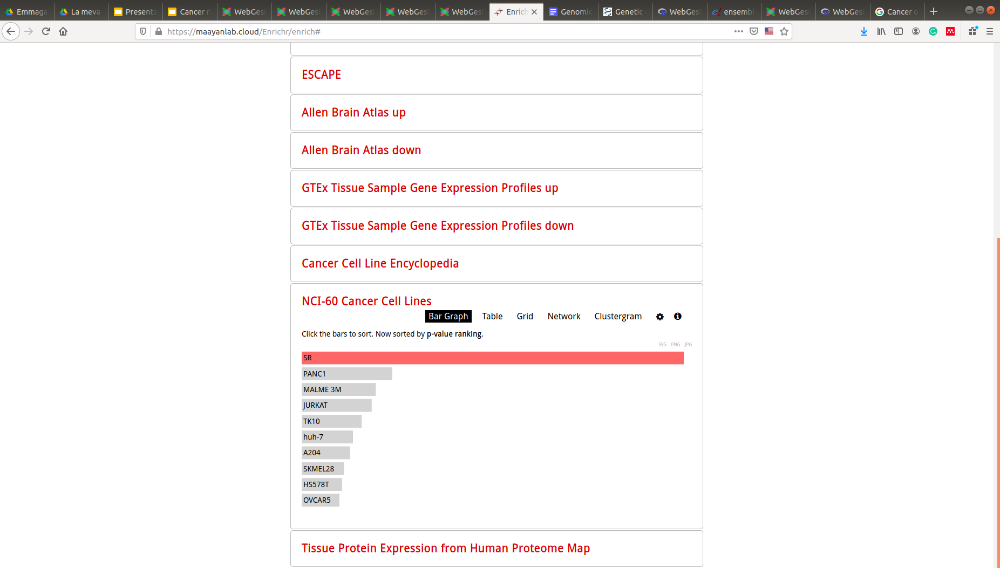 Emmaga
La meva
Presenta
Cancer ri
WebGes
WebGes
WebGes
WebGes
WebGes
Enrich
Genomic
Genetic
WebGes
ensembl
WebGes
WebGes
Cancer o
https://maayanlab.cloud/Enrichr/enrich#
ESCAPE
Allen Brain Atlas up
Allen Brain Atlas down
GTEx Tissue Sample Gene Expression Profiles up
GTEx Tissue Sample Gene Expression Profiles down
Cancer Cell Line Encyclopedia
NCI-60 Cancer Cell Lines
Bar Graph Table Grid Network Clustergram
Click the bars to sort. Now sorted by p-value ranking.
SVG PNG JPG
SR
PANC1
MALME 3M
JURKAT
TK10
huh-7
A204
SKMEL28
HS578T
OVCAR5
Tissue Protein Expression from Human Proteome Map